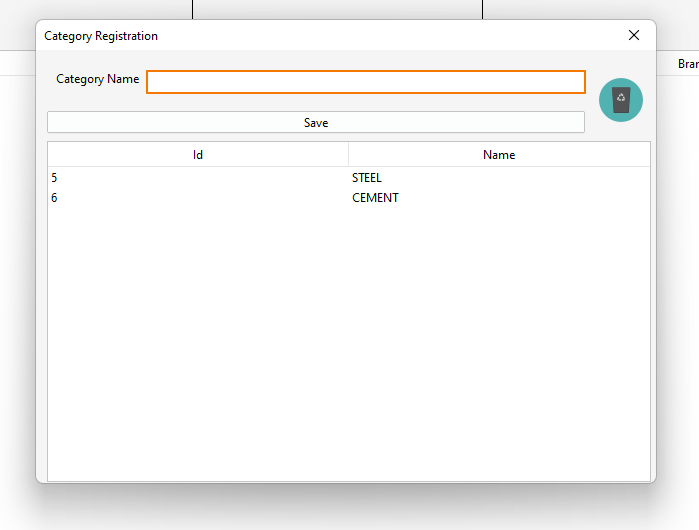 Category Registration
Bran
Category Name
Save
Id Name
5 STEEL
6 CEMENT